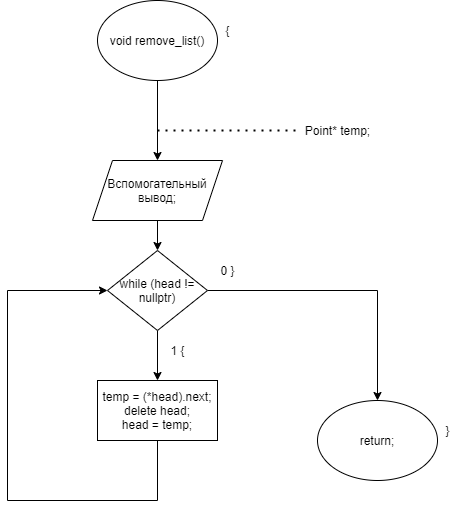 void remove_list()
{
Point* temp;
Вспомогательный
вывод;
while (head !=
nullptr)
0 }
1 {
temp = (*head).next;
delete head;
head = temp;
return;
}